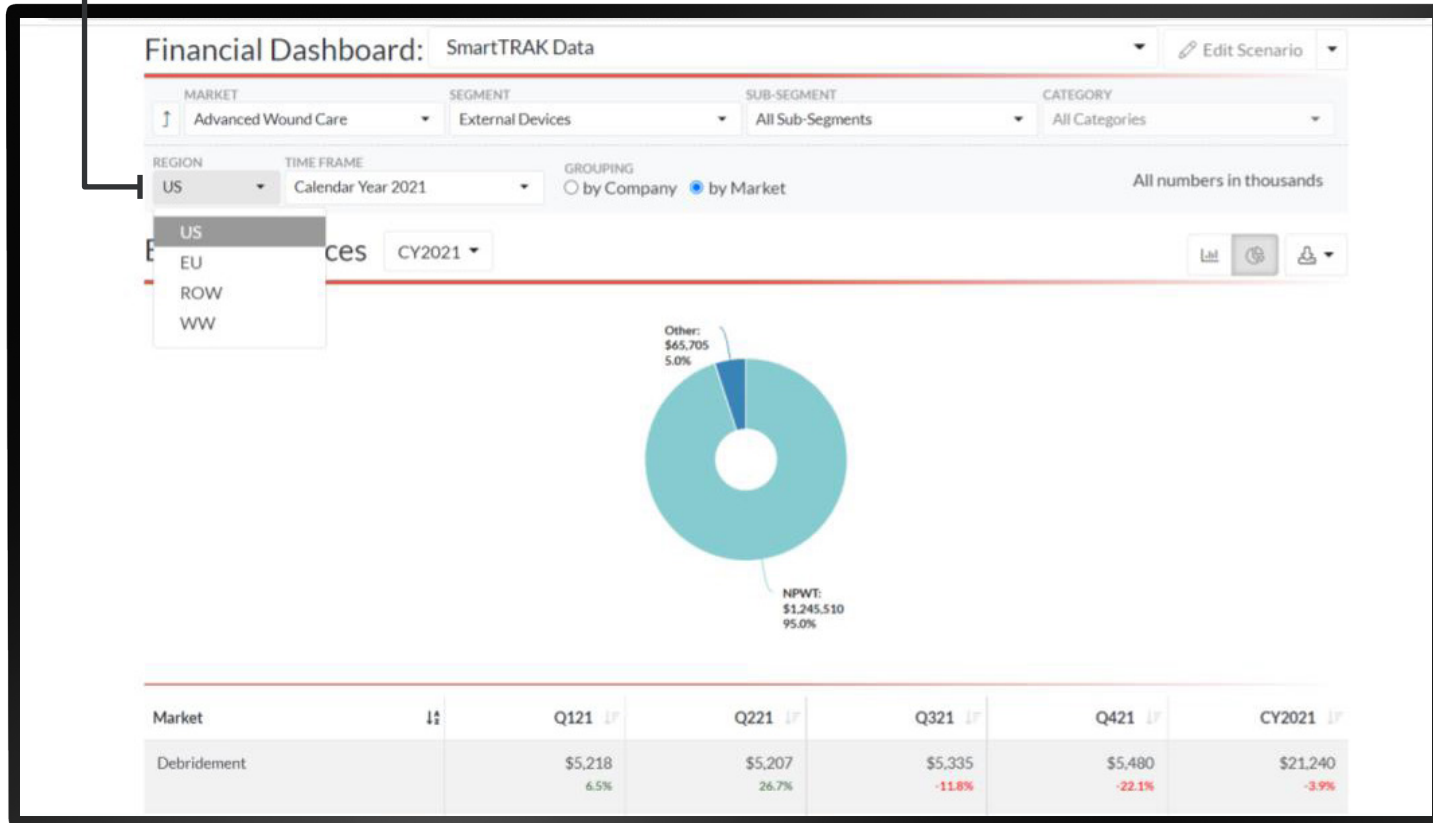 Financial Dashboard: SmartTRAK Data Edit Scenario
MARKET SEGMENT SUB-SEGMENT CATEGORY
Advanced Wound Care External Devices All Sub-Segments All Categories
REGION TIME FRAME GROUPING
US Calendar Year 2021 by Company by Market All numbers in thousands
US
ces CY2021
EU
ROW
WW
Other:
$65,705
5.0%
NPWT:
$1,245,510
95.0%
Market Q121 Q221 Q321 Q421 CY2021
Debridement $5,218 $5,207 $5,335 $5,480 $21,240
6.5% 26.7% -11.8% -22.1% -3.9%